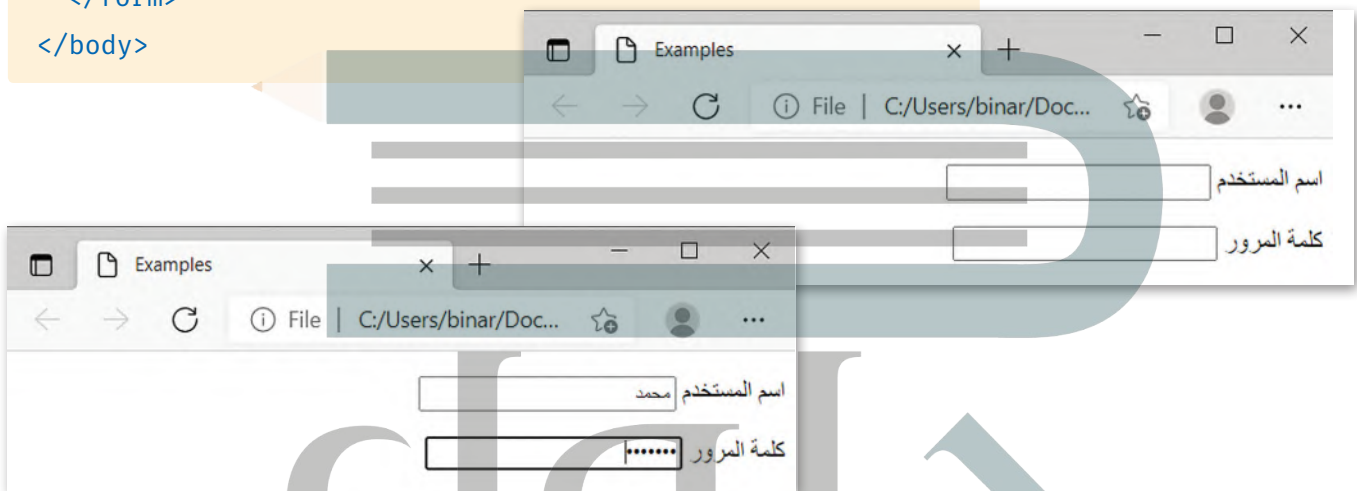 </form>
</body>
Examples
File | C:/Users/binar/Doc...
اسم المستخدم
كلمة المرور
Examples
File | C:/Users/binar/Doc...
اسم المستخدم محمد
كلمة المرور •••••••